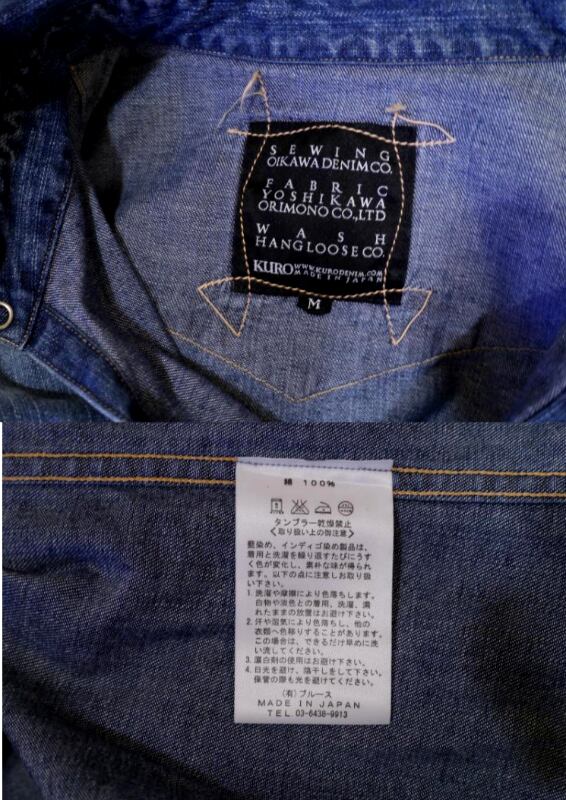 SEWING
OIKAWA DENIM CO.
FABRIC
YOSHIKAWA
ORIMONO CO.,LTD
WASH
HANGLOOSE CO.
KURO WWW.KURODENIM.COM
MADE IN JAPAN
M
綿 100%
タンブラー乾燥禁止
〈取り扱い上の御注意〉
藍染め、インディゴ染め製品は、
着用と洗濯を繰り返すたびにうす
く色が変化し、素朴な味が得られ
ます。以下の点に注意しお取り扱
い下さい。
1. 洗濯や摩擦により色落ちします。
白物や淡色との着用、洗濯、濡
れたままの放置はお避け下さい。
2. 汗や湿気により色落ちし、他の
衣類へ色移りすることがあります。
この場合は、できるだけ早めに洗
い流してください。
3. 漂白剤の使用はお避け下さい。
4. 日光を避け、陰干しをして下さい。
保管の際も光を避けてください。
(有)ブルース
MADE IN JAPAN
TEL.03-6438-9913